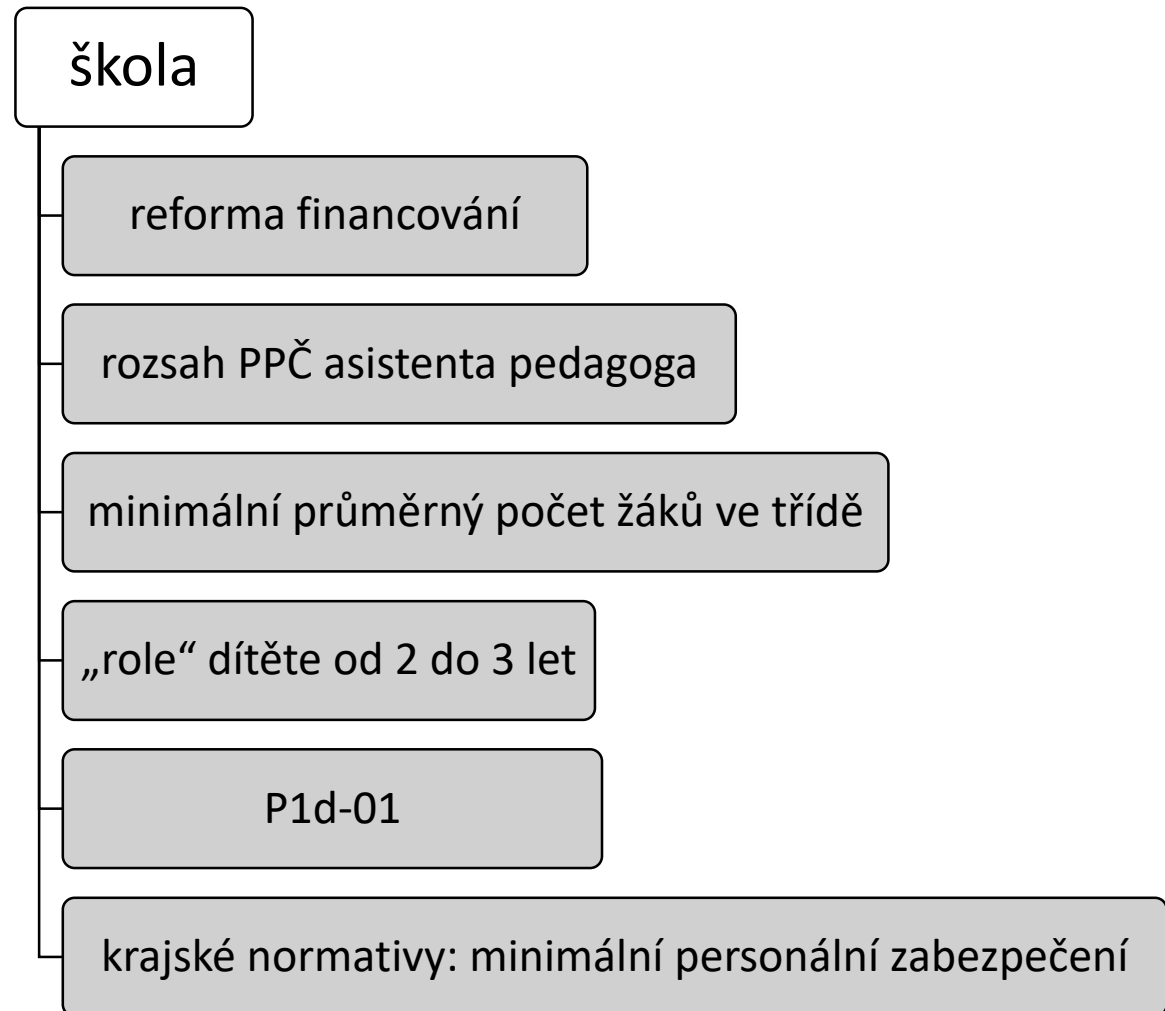 škola
reforma financování
rozsah PPČ asistenta pedagoga
minimální průměrný počet žáků ve třídě
„role“ dítěte od 2 do 3 let
P1d-01
krajské normativy: minimální personální zabezpečení